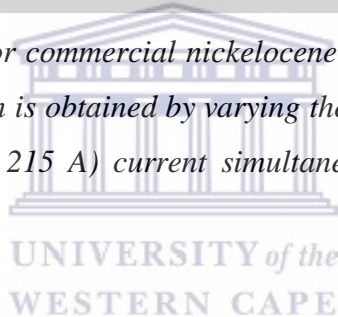 or commercial nickelocene
n is obtained by varying the
215 A) current simultane
UNIVERSITY of the
WESTERN CAPE